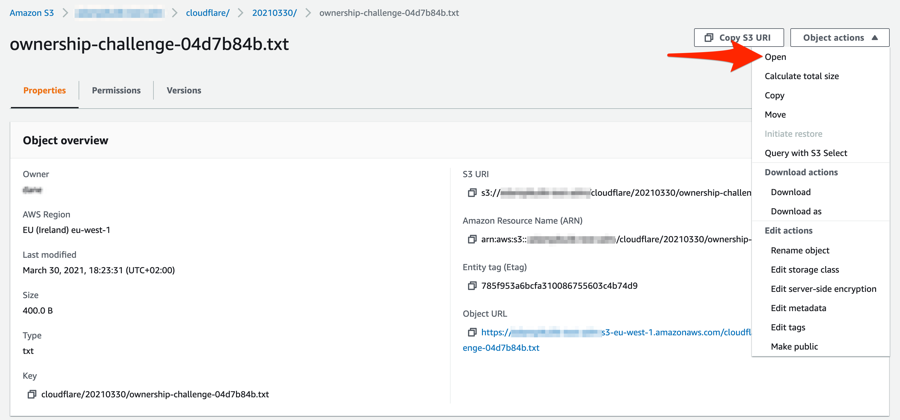 Amazon S3 > > cloudflare/ > 20210330/ > ownership-challenge-04d7b84b.txt
ownership-challenge-04d7b84b.txt
Copy S3 URI
Object actions
Open
Calculate total size
Copy
Move
Initiate restore
Query with S3 Select
Download actions
Download
Download as
Edit actions
Rename object
Edit storage class
Edit server-side encryption
Edit metadata
Edit tags
Make public
Properties
Permissions
Versions
Object overview
Owner
AWS Region
EU (Ireland) eu-west-1
Last modified
March 30, 2021, 18:23:31 (UTC+02:00)
Size
400.0 B
Type
txt
Key
cloudflare/20210330/ownership-challenge-04d7b84b.txt
S3 URI
s3:// /cloudflare/20210330/ownership-challen
Amazon Resource Name (ARN)
arn:aws:s3:: /cloudflare/20210330/ownership-
Entity tag (Etag)
785f953a6bcfa310086755603c4b74d9
Object URL
https:// s3-eu-west-1.amazonaws.com/cloudfl
enge-04d7b84b.txt